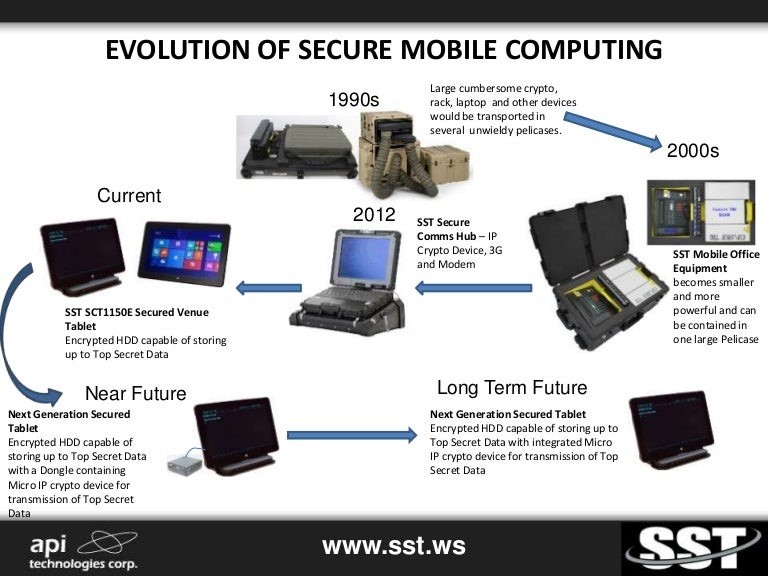 EVOLUTION OF SECURE MOBILE COMPUTING
1990s
Large cumbersome crypto,
rack, laptop and other devices
would be transported in
several unwieldy pelicases.
2000s
SST Mobile Office
Equipment
becomes smaller
and more
powerful and can
be contained in
one large Pelicase
2012
SST Secure
Comms Hub – IP
Crypto Device, 3G
and Modem
Current
SST SCT1150E Secured Venue
Tablet
Encrypted HDD capable of storing
up to Top Secret Data
Near Future
Next Generation Secured
Tablet
Encrypted HDD capable of
storing up to Top Secret Data
with a Dongle containing
Micro IP crypto device for
transmission of Top Secret
Data
Long Term Future
Next Generation Secured Tablet
Encrypted HDD capable of storing up to
Top Secret Data with integrated Micro
IP crypto device for transmission of Top
Secret Data
api
technologies corp.
www.sst.ws
SST